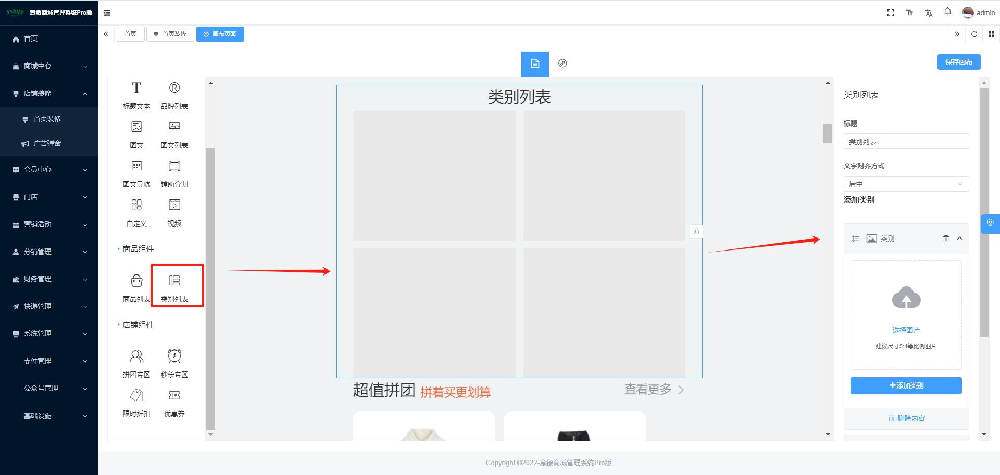 yshop 意象商城管理系统Pro版
admin
首页
商城中心
店铺装修
首页装修
广告弹窗
会员中心
门店
营销活动
分销管理
财务管理
快递管理
系统管理
支付管理
公众号管理
基础设施
首页 首页装修 画布页面
保存画布
标题文本 品牌列表
图文 图文列表
图文导航 辅助分割
自定义 视频
商品组件
商品列表 类别列表
店铺组件
拼团专区 秒杀专区
限时折扣 优惠券
类别列表
超值拼团 拼着买更划算 查看更多
类别列表
标题
类别列表
文字对齐方式
居中
添加类别
类别
选择图片
建议尺寸5:4等比例图片
添加类别
删除内容
Copyright ©2022-意象商城管理系统Pro版